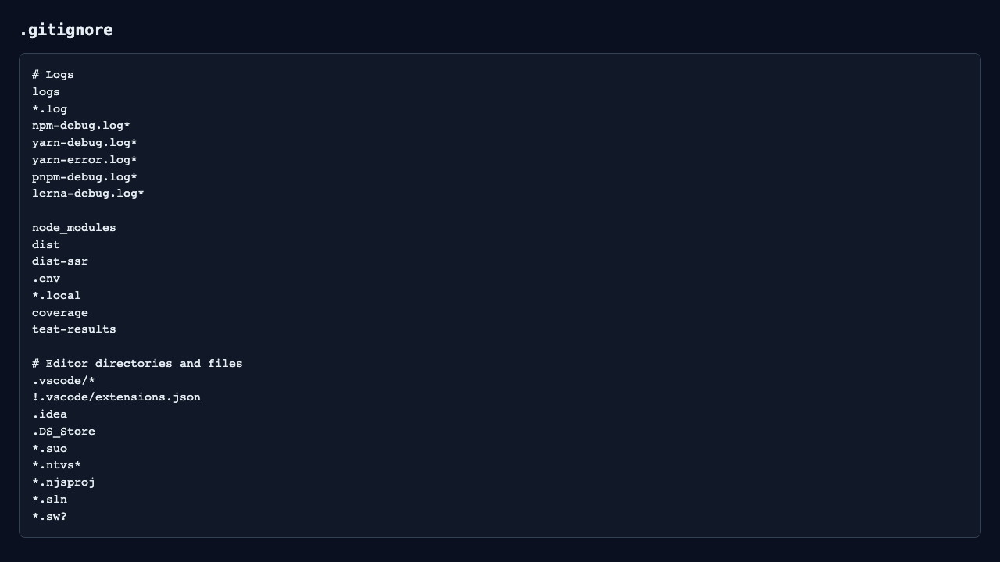 .gitignore
# Logs
logs
*.log
npm-debug.log*
yarn-debug.log*
yarn-error.log*
pnpm-debug.log*
lerna-debug.log*

node_modules
dist
dist-ssr
.env
*.local
coverage
test-results

# Editor directories and files
.vscode/*
!.vscode/extensions.json
.idea
.DS_Store
*.suo
*.ntvs*
*.njsproj
*.sln
*.sw?